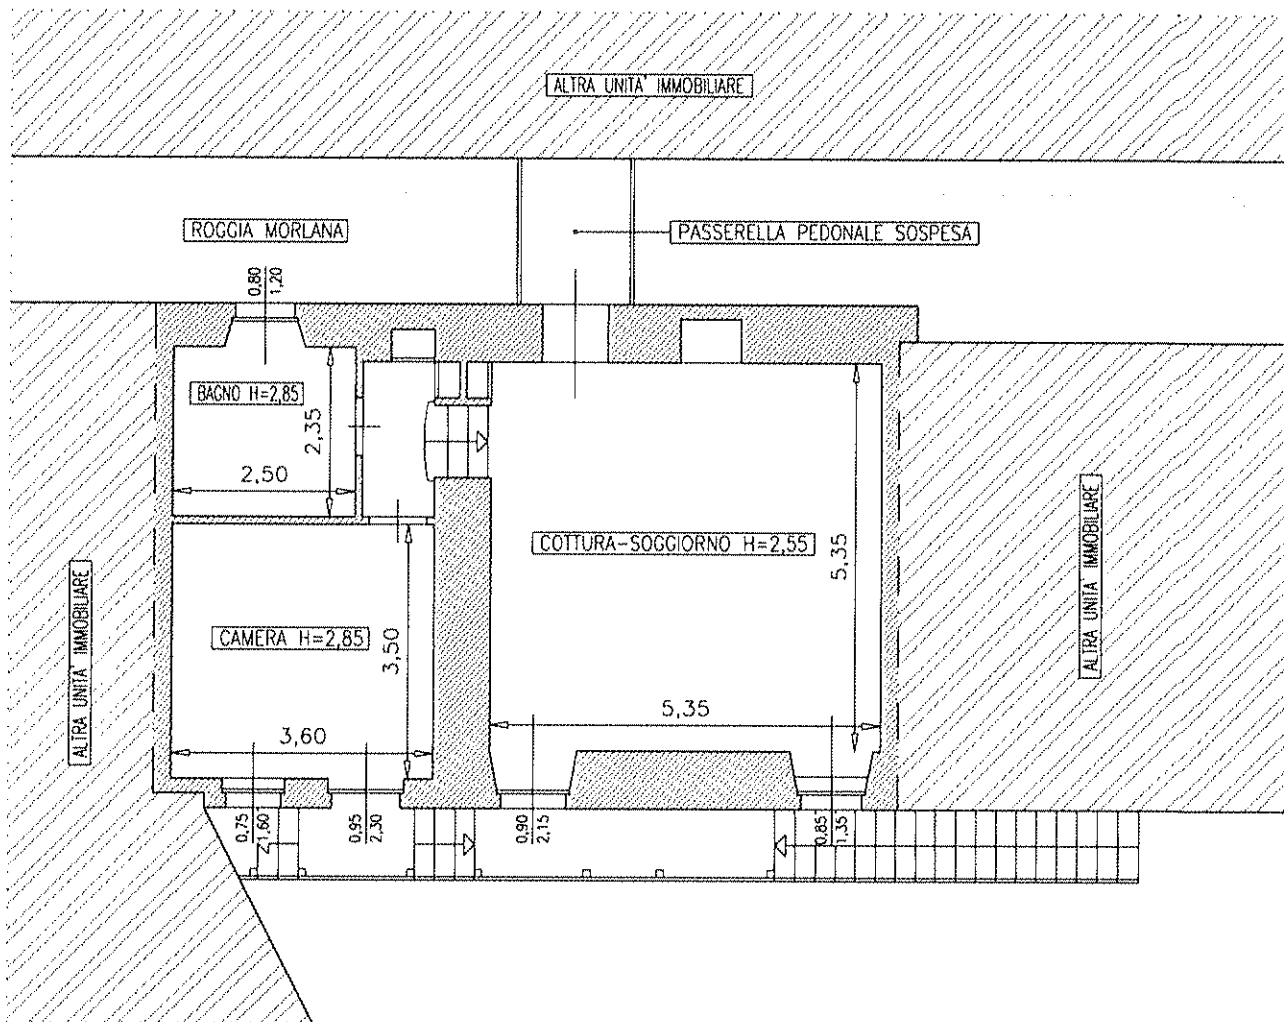 ALTRA UNITA' IMMOBILIARE
ROGGIA MORLANA
PASSERELLA PEDONALE SOSPESA
0,80
1,20
BAGNO H=2,85
2,35
2,50
COTTURA-SOGGIORNO H=2,55
5,35
ALTRA UNITA' IMMOBILIARE
ALTRA UNITA' IMMOBILIARE
CAMERA H=2,85
3,50
5,35
3,60
0,75
1,60
0,95
2,30
0,90
2,15
0,85
1,35